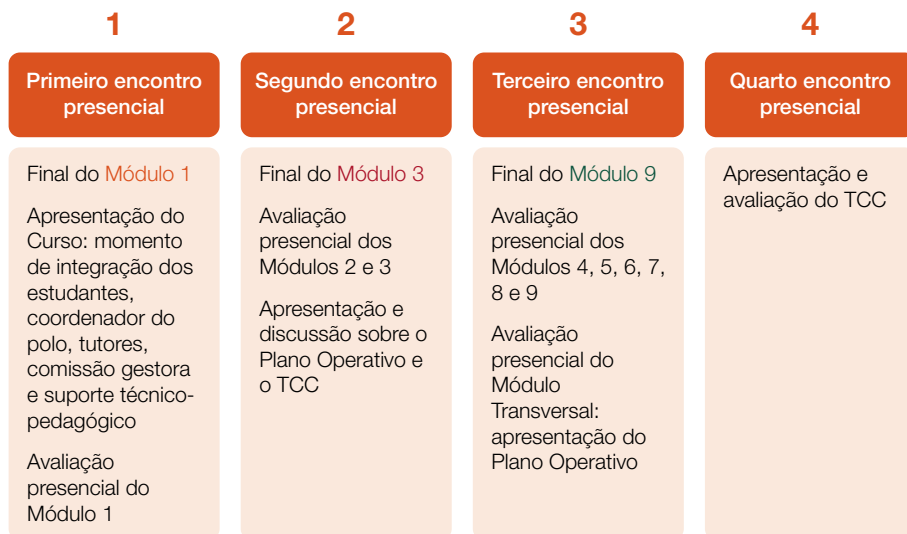 1
Primeiro encontro
presencial
Final do Módulo 1
Apresentação do
Curso: momento
de integração dos
estudantes,
coordenador do
polo, tutores,
comissão gestora
e suporte técnico-
pedagógico
Avaliação
presencial do
Módulo 1
2
Segundo encontro
presencial
Final do Módulo 3
Avaliação
presencial dos
Módulos 2 e 3
Apresentação e
discussão sobre o
Plano Operativo e
o TCC
3
Terceiro encontro
presencial
Final do Módulo 9
Avaliação
presencial dos
Módulos 4, 5, 6, 7,
8 e 9
Avaliação
presencial do
Módulo
Transversal:
apresentação do
Plano Operativo
4
Quarto encontro
presencial
Apresentação e
avaliação do TCC